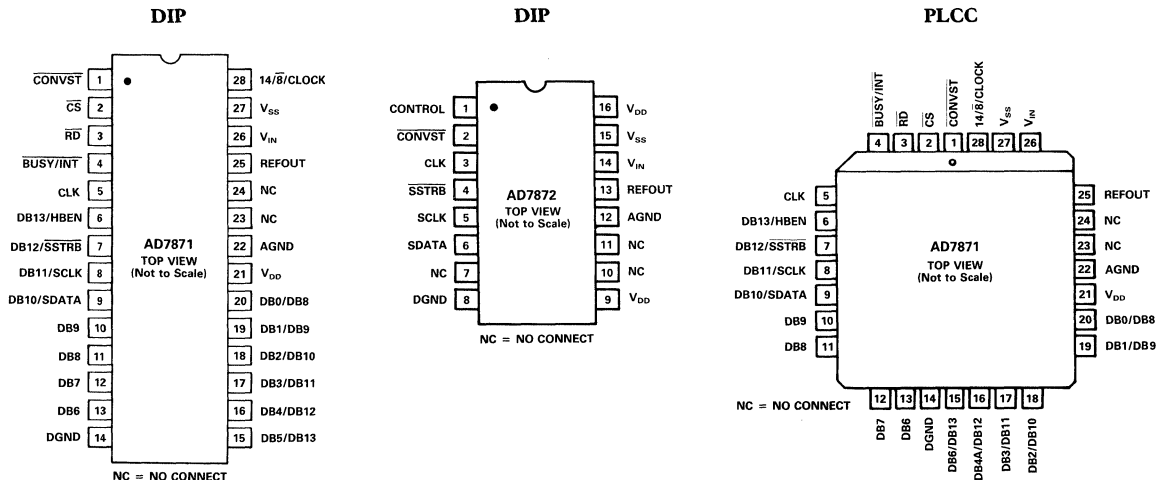 DIP
CONVST 1
CS 2
RD 3
BUSY/INT 4
CLK 5
DB13/HBEN 6
DB12/SSTRB 7
DB11/SCLK 8
DB10/SDATA 9
DB9 10
DB8 11
DB7 12
DB6 13
DGND 14
AD7871
TOP VIEW
(Not to Scale)
28 14/8/CLOCK
27 VSS
26 VIN
25 REFOUT
24 NC
23 NC
22 AGND
21 VDD
20 DB0/DB8
19 DB1/DB9
18 DB2/DB10
17 DB3/DB11
16 DB4/DB12
15 DB5/DB13
NC = NO CONNECT
DIP
CONTROL 1
CONVST 2
CLK 3
SSTRB 4
SCLK 5
SDATA 6
NC 7
DGND 8
AD7872
TOP VIEW
(Not to Scale)
16 VDD
15 VSS
14 VIN
13 REFOUT
12 AGND
11 NC
10 NC
9 VDD
NC = NO CONNECT
PLCC
BUSY/INT
RD
CS
CONVST
14/8/CLOCK
VSS
VIN
4 3 2 1 28 27 26
CLK 5
DB13/HBEN 6
DB12/SSTRB 7
DB11/SCLK 8
DB10/SDATA 9
DB9 10
DB8 11
AD7871
TOP VIEW
(Not to Scale)
25 REFOUT
24 NC
23 NC
22 AGND
21 VDD
20 DB0/DB8
19 DB1/DB9
12 13 14 15 16 17 18
NC = NO CONNECT
DB7
DB6
DGND
DB6/DB13
DB4A/DB12
DB3/DB11
DB2/DB10